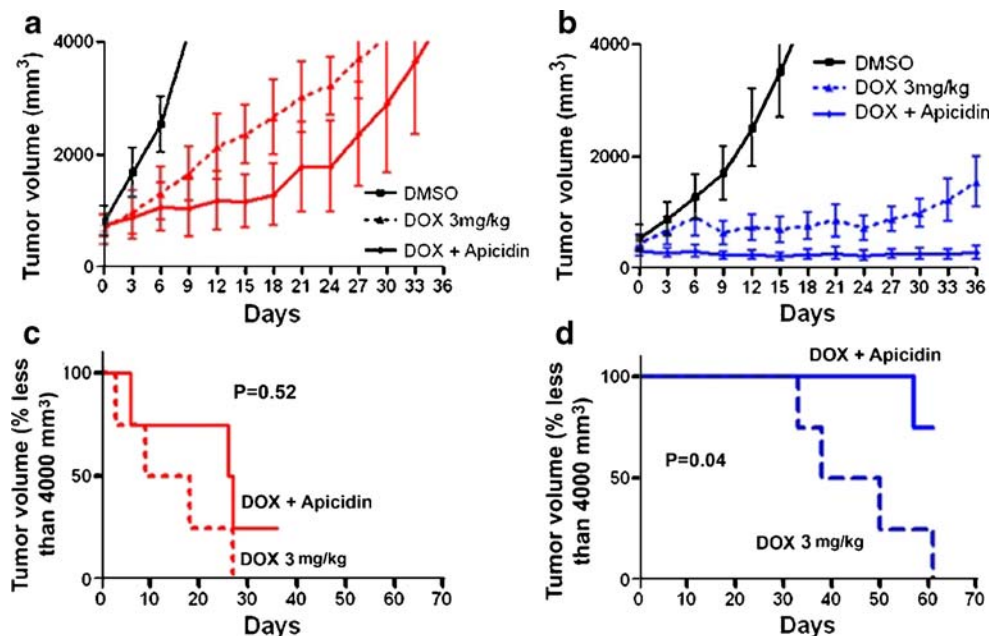 a
Tumor volume (mm³)
4000
2000
0
0 3 6 9 12 15 18 21 24 27 30 33 36
Days
DMSO
DOX 3mg/kg
DOX + Apicidin
b
Tumor volume (mm³)
4000
2000
0
0 3 6 9 12 15 18 21 24 27 30 33 36
Days
DMSO
DOX 3mg/kg
DOX + Apicidin
c
Tumor volume (% less
than 4000 mm³)
100
50
0
0 10 20 30 40 50 60 70
Days
P=0.52
DOX + Apicidin
DOX 3 mg/kg
d
Tumor volume (% less
than 4000 mm³)
100
50
0
0 10 20 30 40 50 60 70
Days
DOX + Apicidin
P=0.04
DOX 3 mg/kg